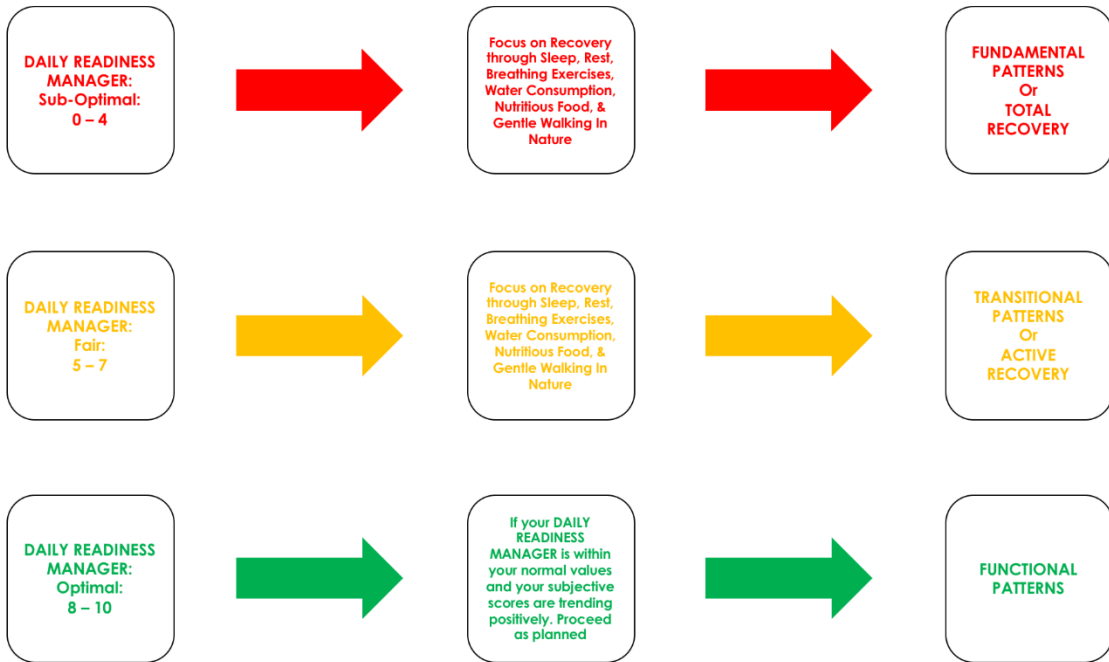 DAILY READINESS
MANAGER:
Sub-Optimal:
0 – 4
Focus on Recovery
through Sleep, Rest,
Breathing Exercises,
Water Consumption,
Nutritious Food, &
Gentle Walking In
Nature
FUNDAMENTAL
PATTERNS
Or
TOTAL
RECOVERY
DAILY READINESS
MANAGER:
Fair:
5 – 7
Focus on Recovery
through Sleep, Rest,
Breathing Exercises,
Water Consumption,
Nutritious Food, &
Gentle Walking In
Nature
TRANSITIONAL
PATTERNS
Or
ACTIVE
RECOVERY
DAILY READINESS
MANAGER:
Optimal:
8 – 10
If your DAILY
READINESS
MANAGER is within
your normal values
and your subjective
scores are trending
positively. Proceed
as planned
FUNCTIONAL
PATTERNS